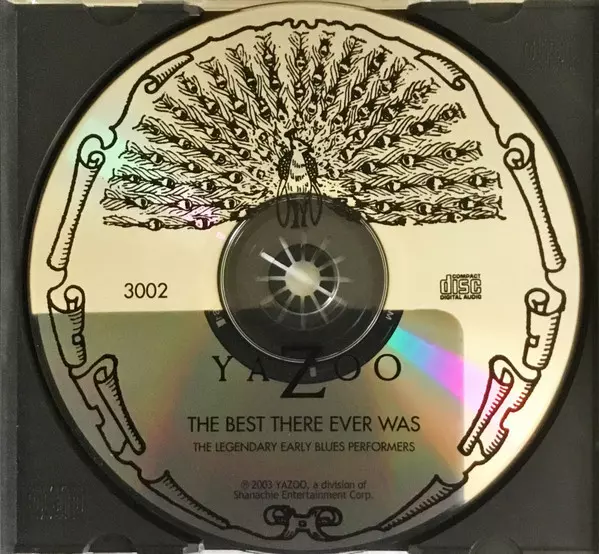 3002
COMPACT
disc
DIGITAL AUDIO
YAZOO
THE BEST THERE EVER WAS
THE LEGENDARY EARLY BLUES PERFORMERS
℗ 2003 YAZOO, a division of
Shanachie Entertainment Corp.